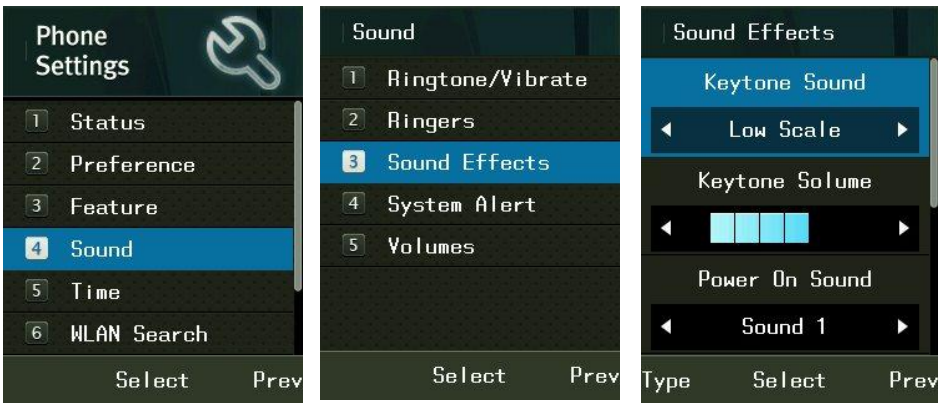 Phone
Settings
1 Status
2 Preference
3 Feature
4 Sound
5 Time
6 WLAN Search
Select Prev
Sound
1 Ringtone/Vibrate
2 Ringers
3 Sound Effects
4 System Alert
5 Volumes
Select Prev
Sound Effects
Keytone Sound
Low Scale
Keytone Solume
Power On Sound
Sound 1
Type Select Prev